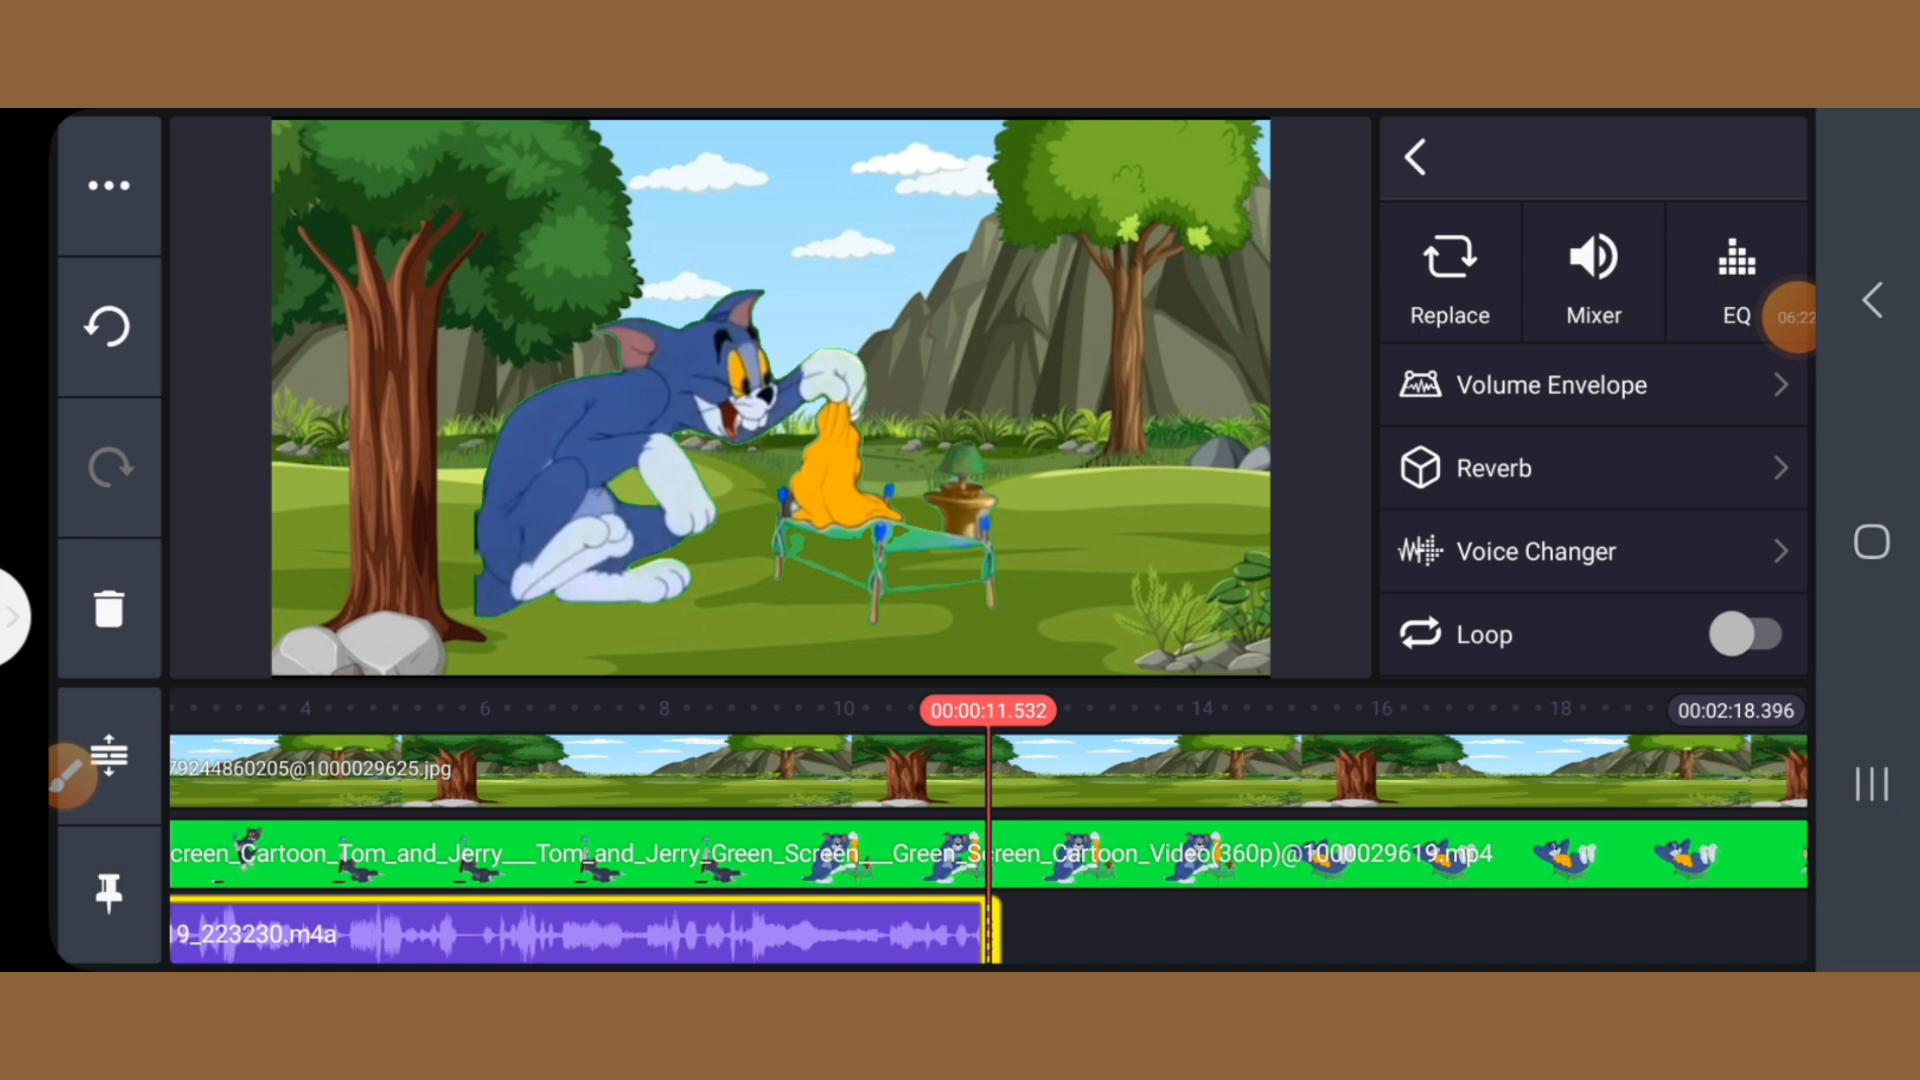 Replace
Mixer
EQ
06:22
Volume Envelope
Reverb
Voice Changer
Loop
4
6
8
10
00:00:11.532
14
16
18
00:02:18.396
79244860205@1000029625.jpg
creen_Cartoon_Tom_and_Jerry___Tom_and_Jerry_Green_Screen___Green_Screen_Cartoon_Video(360p)@1000029619.mp4
9_223230.m4a